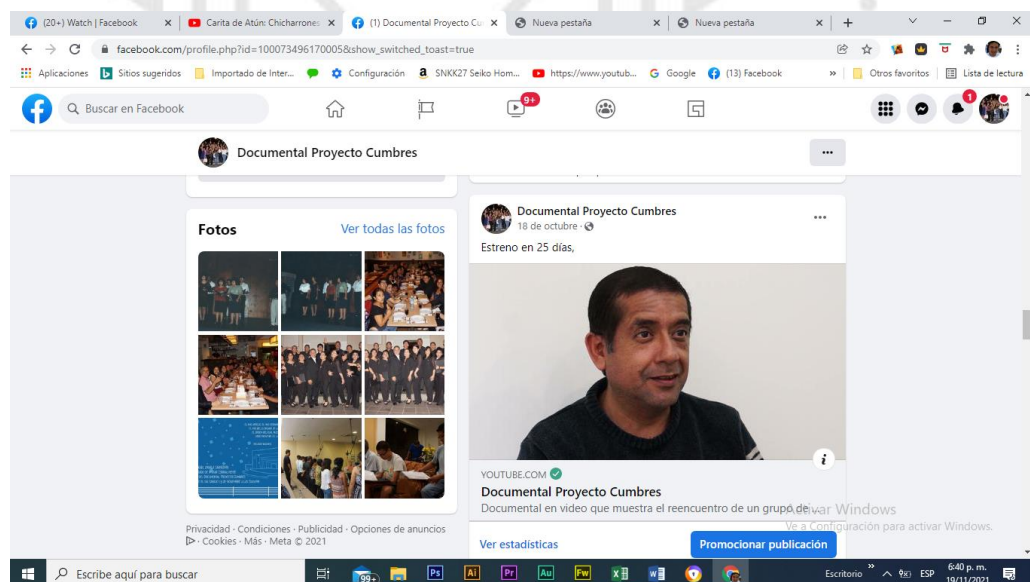 (20+) Watch | Facebook
Carita de Atún: Chicharrones
(1) Documental Proyecto Cu
Nueva pestaña
Nueva pestaña
facebook.com/profile.php?id=100073496170005&show_switched_toast=true
Aplicaciones
Sitios sugeridos
Importado de Inter...
Configuración
SNKK27 Seiko Hom...
https://www.youtub...
Google
(13) Facebook
»
Otros favoritos
Lista de lectura
Buscar en Facebook
9+
1
Documental Proyecto Cumbres
Fotos
Ver todas las fotos
Documental Proyecto Cumbres
18 de octubre ·
Estreno en 25 días,
YOUTUBE.COM
Documental Proyecto Cumbres
Documental en video que muestra el reencuentro de un grupo de ...
Ver estadísticas
Promocionar publicación
Privacidad · Condiciones · Publicidad · Opciones de anuncios
· Cookies · Más · Meta © 2021
Activar Windows
Ve a Configuración para activar Windows.
Escribe aquí para buscar
99+
Ps
Ai
Pr
Au
Fw
Escritorio
ESP
6:40 p. m.
19/11/2021